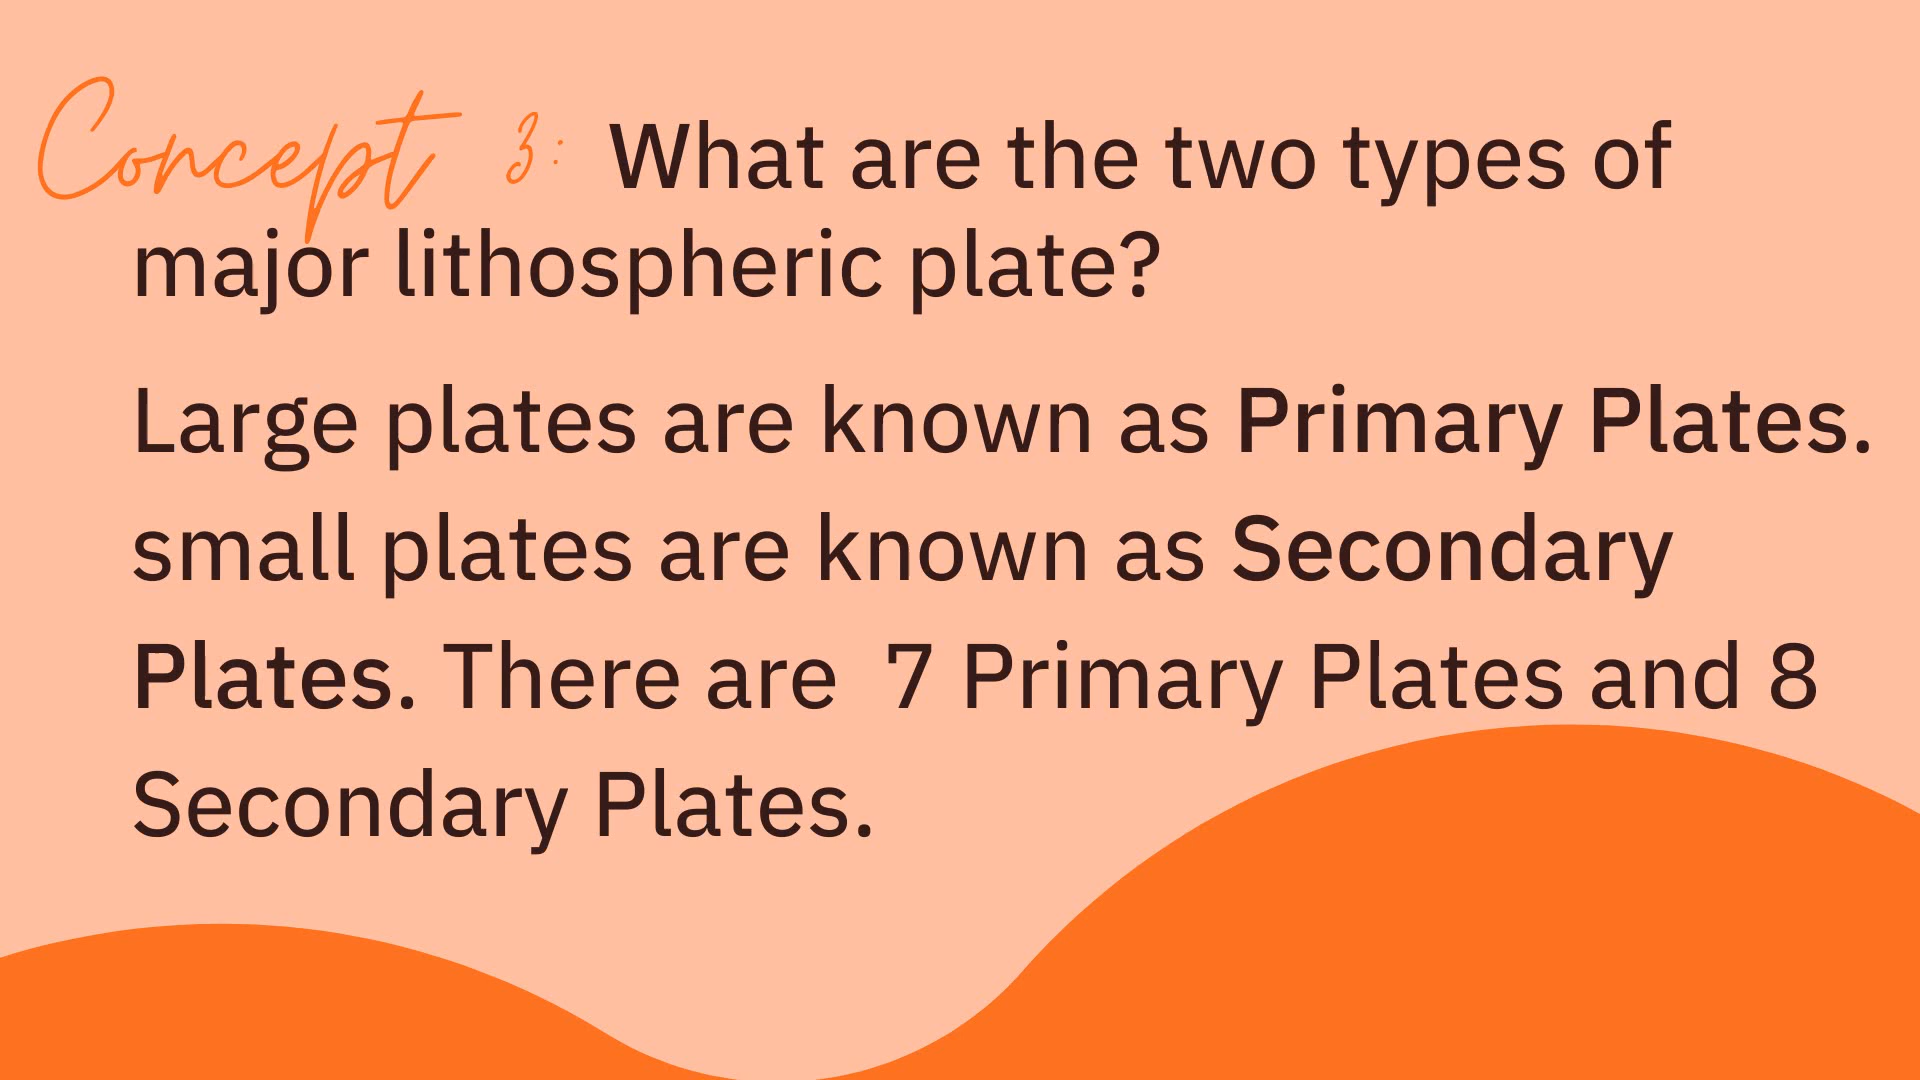 Concept 3: What are the two types of
major lithospheric plate?
Large plates are known as Primary Plates.
small plates are known as Secondary
Plates. There are  7 Primary Plates and 8
Secondary Plates.